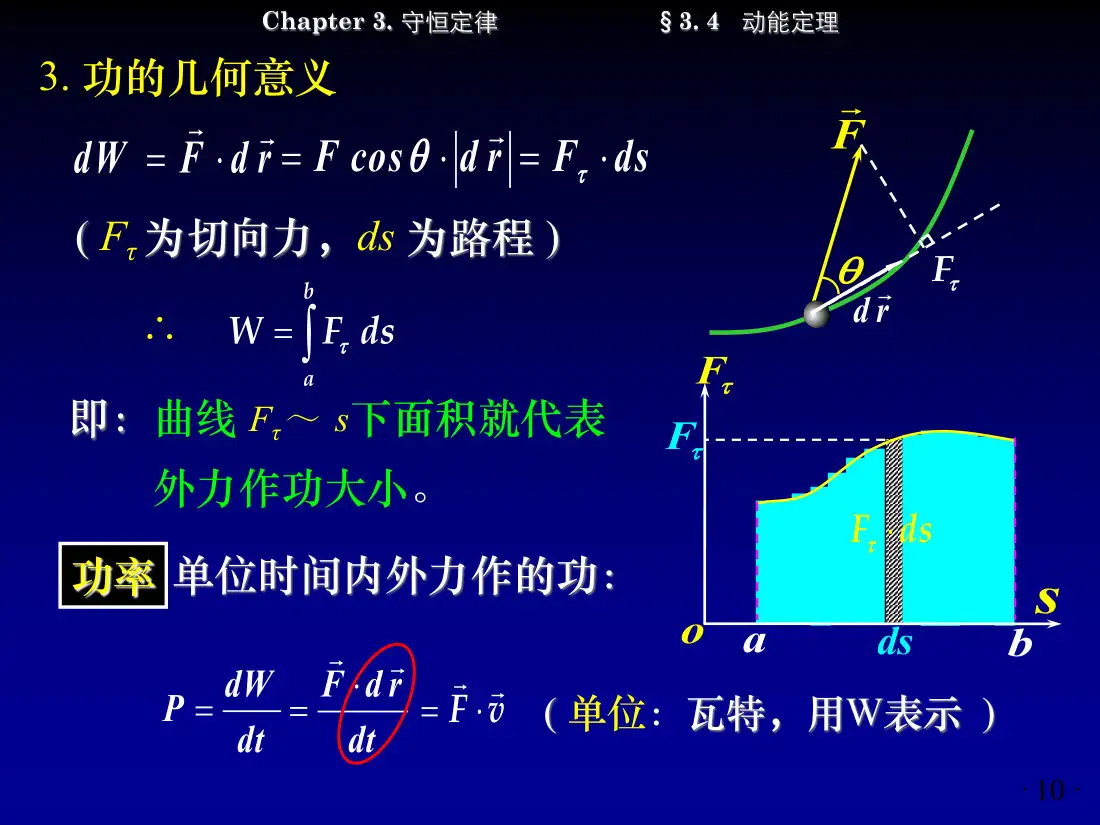 Chapter 3. 守恒定律 §3. 4 动能定理
3. 功的几何意义
dW = F⃗ · d r⃗ = F cosθ · |d r⃗| = Fτ · ds
( Fτ 为切向力，ds 为路程 )
∴ W = ∫ₐᵇ Fτ ds
即：曲线 Fτ～ s下面积就代表
外力作功大小。
功率 单位时间内外力作的功：
P = dW/dt = F⃗ · d r⃗/dt = F⃗ · v⃗ ( 单位：瓦特，用W表示 )
F⃗
θ
Fτ
d r⃗
Fτ
Fτ
Fτ · ds
S
o a ds b
· 10 ·